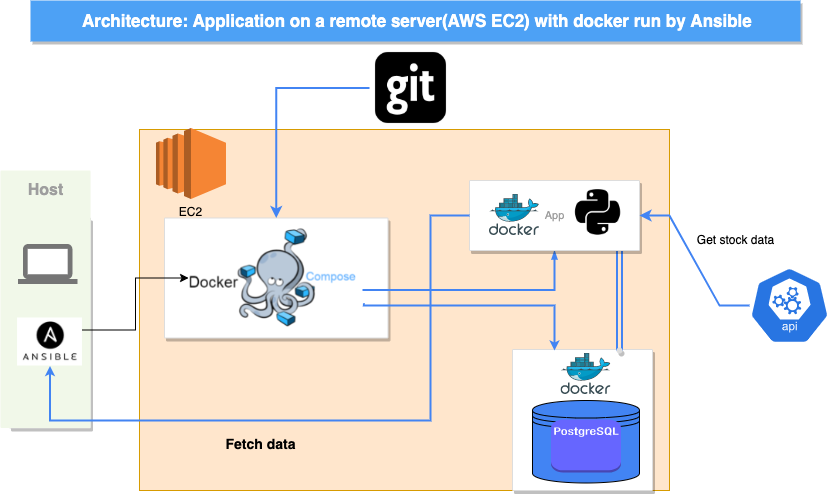 Architecture: Application on a remote server(AWS EC2) with docker run by Ansible
git
Host
EC2
docker
App
Get stock data
Docker
Compose
api
ANSIBLE
docker
PostgreSQL
Fetch data